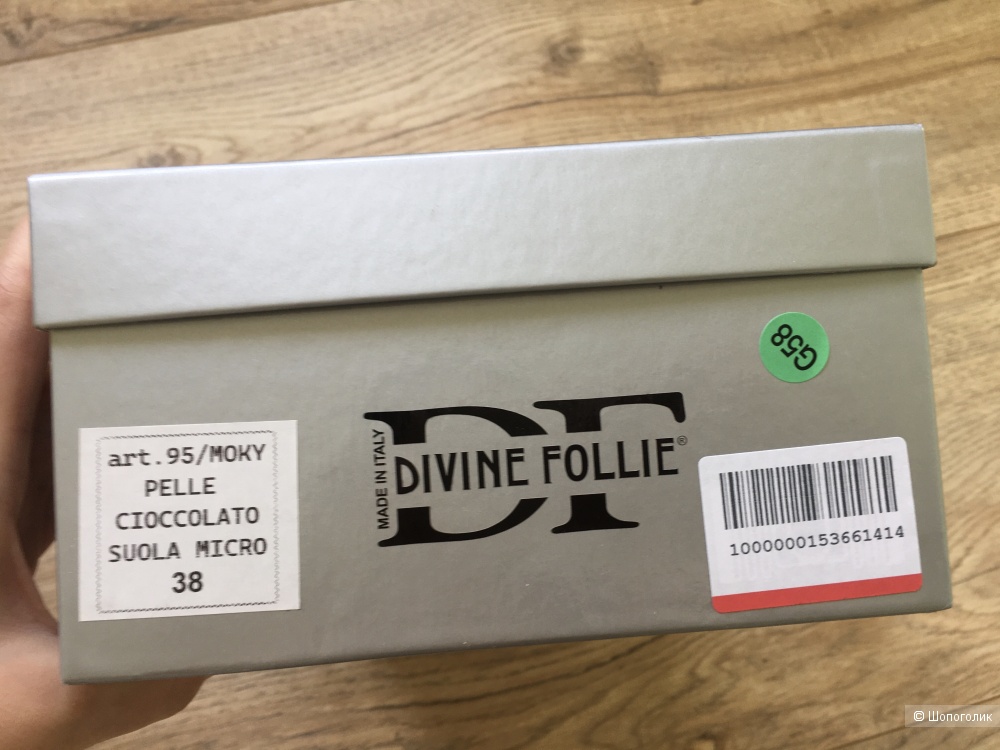 G58
MADE IN ITALY
DF
DIVINE FOLLIE®
art.95/MOKY
PELLE
CIOCCOLATO
SUOLA MICRO
38
1000000153661414
© Шопоголик